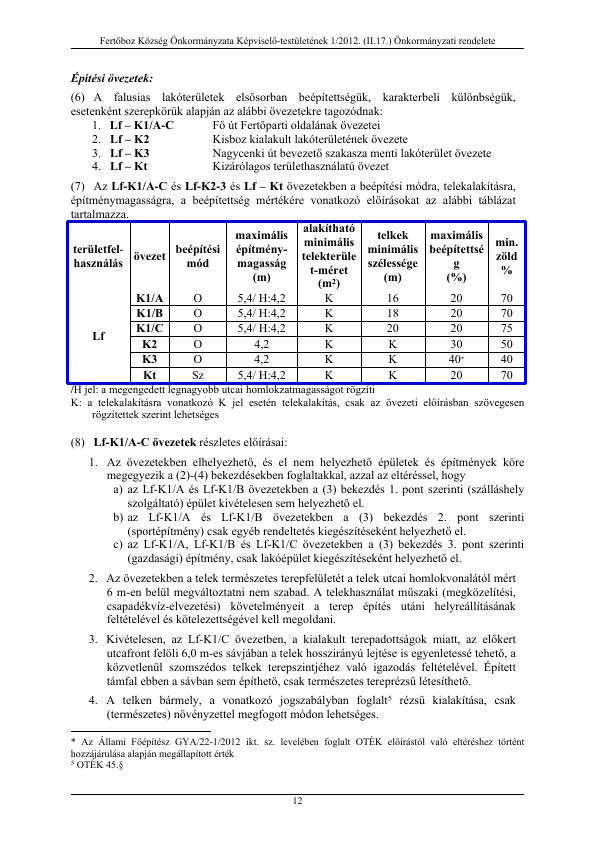 Fertőboz Község Önkormányzata Képviselő-testületének 1/2012. (II.17.) Önkormányzati rendelete
Építési övezetek:
(6) A falusias lakóterületek elsősorban beépítettségük, karakterbeli különbségük,
esetenként szerepkörük alapján az alábbi övezetekre tagozódnak:
1. Lf – K1/A-C Fő út Fertőparti oldalának övezetei
2. Lf – K2 Kisboz kialakult lakóterületének övezete
3. Lf – K3 Nagycenki út bevezető szakasza menti lakóterület övezete
4. Lf – Kt Kizárólagos területhasználatú övezet
(7) Az Lf-K1/A-C és Lf-K2-3 és Lf – Kt övezetekben a beépítési módra, telekalakításra,
építménymagasságra, a beépítettség mértékére vonatkozó előírásokat az alábbi táblázat
tartalmazza.
területfel-
használás
övezet
beépítési
mód
maximális
építmény-
magasság
(m)
alakítható
minimális
telekterüle
t-méret
(m²)
telkek
minimális
szélessége
(m)
maximális
beépítettsé
g
(%)
min.
zöld
%
Lf
K1/A O 5,4/ H:4,2 K 16 20 70
K1/B O 5,4/ H:4,2 K 18 20 70
K1/C O 5,4/ H:4,2 K 20 20 75
K2 O 4,2 K K 30 50
K3 O 4,2 K K 40* 40
Kt Sz 5,4/ H:4,2 K K 20 70
/H jel: a megengedett legnagyobb utcai homlokzatmagasságot rögzíti
K: a telekalakításra vonatkozó K jel esetén telekalakítás, csak az övezeti előírásban szövegesen
rögzítettek szerint lehetséges
(8) Lf-K1/A-C övezetek részletes előírásai:
1. Az övezetekben elhelyezhető, és el nem helyezhető épületek és építmények köre
megegyezik a (2)-(4) bekezdésekben foglaltakkal, azzal az eltéréssel, hogy
a) az Lf-K1/A és Lf-K1/B övezetekben a (3) bekezdés 1. pont szerinti (szálláshely
szolgáltató) épület kivételesen sem helyezhető el.
b) az Lf-K1/A és Lf-K1/B övezetekben a (3) bekezdés 2. pont szerinti
(sportépítmény) csak egyéb rendeltetés kiegészítéseként helyezhető el.
c) az Lf-K1/A, Lf-K1/B és Lf-K1/C övezetekben a (3) bekezdés 3. pont szerinti
(gazdasági) építmény, csak lakóépület kiegészítéseként helyezhető el.
2. Az övezetekben a telek természetes terepfelületét a telek utcai homlokvonalától mért
6 m-en belül megváltoztatni nem szabad. A telekhasználat műszaki (megközelítési,
csapadékvíz-elvezetési) követelményeit a terep építés utáni helyreállításának
feltételével és kötelezettségével kell megoldani.
3. Kivételesen, az Lf-K1/C övezetben, a kialakult terepadottságok miatt, az előkert
utcafront felöli 6,0 m-es sávjában a telek hosszirányú lejtése is egyenletessé tehető, a
közvetlenül szomszédos telkek terepszintjéhez való igazodás feltételével. Épített
támfal ebben a sávban sem építhető, csak természetes tereprézsű létesíthető.
4. A telken bármely, a vonatkozó jogszabályban foglalt⁵ rézsű kialakítása, csak
(természetes) növényzettel megfogott módon lehetséges.
* Az Állami Főépítész GYA/22-1/2012 ikt. sz. levelében foglalt OTÉK előírástól való eltéréshez történt
hozzájárulása alapján megállapított érték
⁵ OTÉK 45.§
12